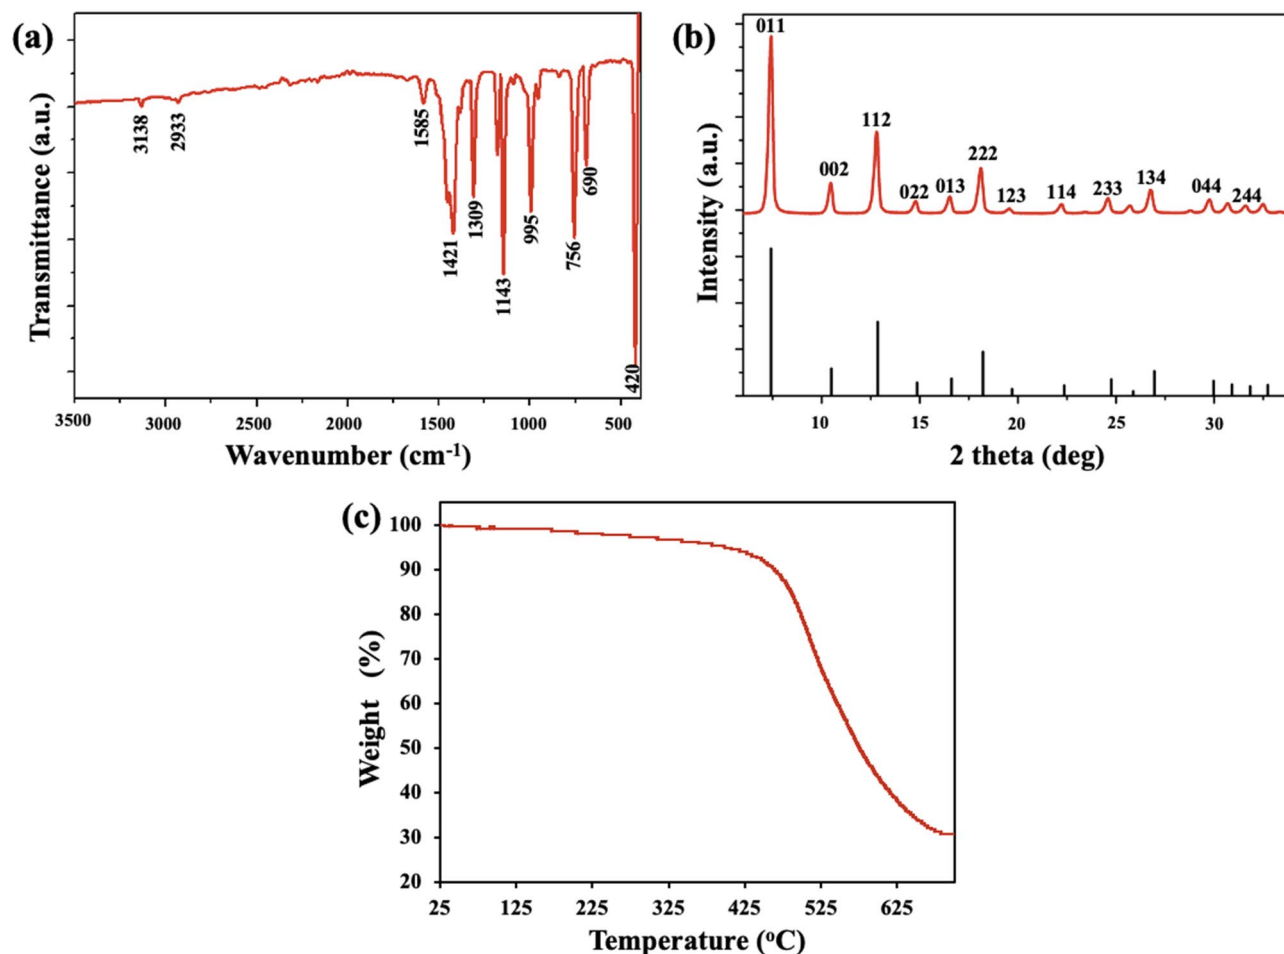 (a)
Transmittance (a.u.)
3138
2933
1585
1421
1309
1143
995
756
690
420
3500 3000 2500 2000 1500 1000 500
Wavenumber (cm⁻¹)
(b)
Intensity (a.u.)
011
002
112
022
013
222
123
114
233
134
044
244
10 15 20 25 30
2 theta (deg)
(c)
Weight (%)
100
90
80
70
60
50
40
30
20
25 125 225 325 425 525 625
Temperature (°C)